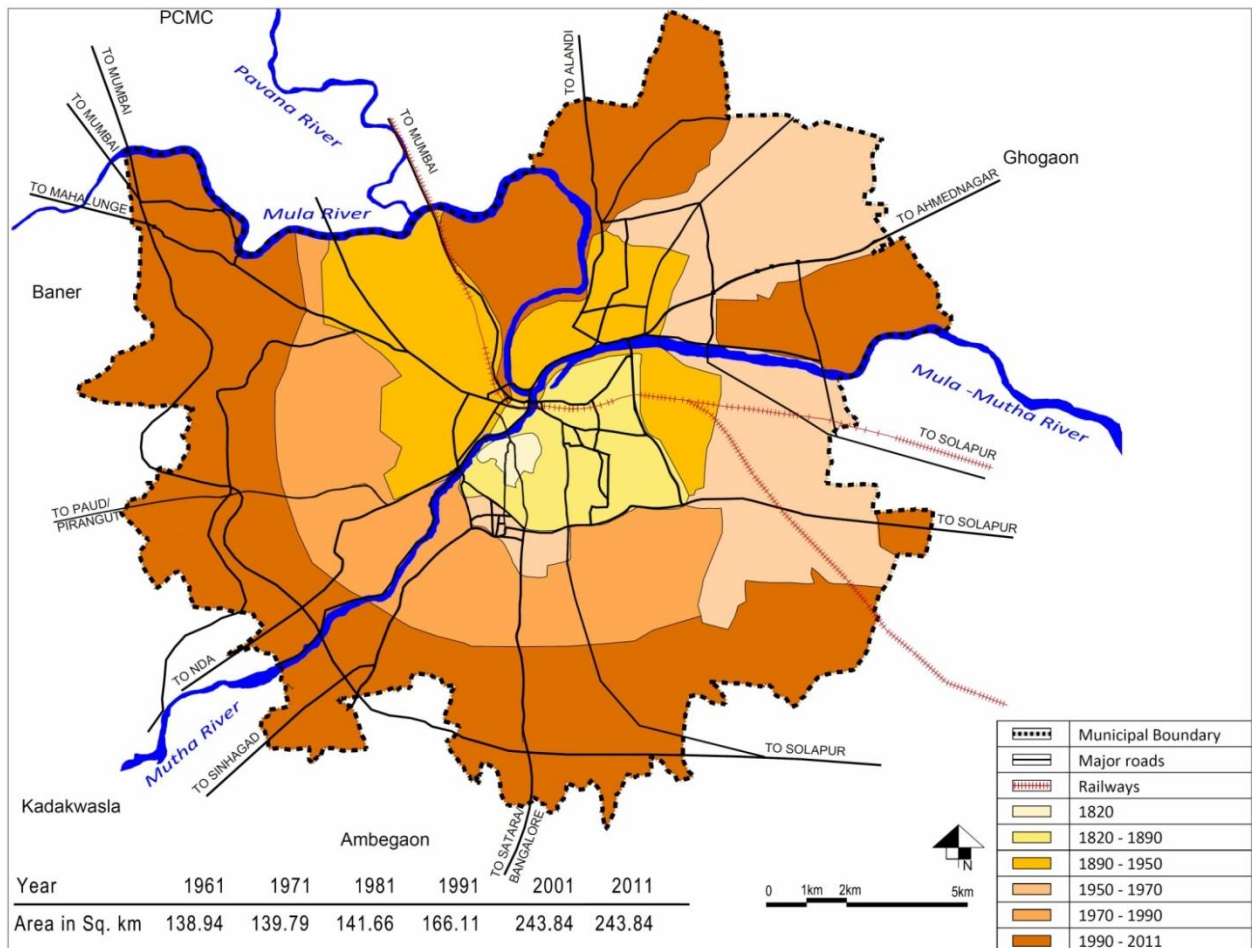 PCMC
TO MUMBAI
TO MUMBAI
Pavana River
TO MUMBAI
TO ALANDI
Ghogaon
TO MAHALUNGE
Mula River
TO AHMEDNAGAR
Baner
Mula -Mutha River
TO SOLAPUR
TO PAUD/
PIRANGUT
TO SOLAPUR
TO NDA
Mutha River
TO SINHAGAD
TO SOLAPUR
Kadakwasla
Ambegaon
TO SATARA/
BANGALORE
N
0 1km 2km 5km
Municipal Boundary
Major roads
Railways
1820
1820 - 1890
1890 - 1950
1950 - 1970
1970 - 1990
1990 - 2011
Year 1961 1971 1981 1991 2001 2011
Area in Sq. km 138.94 139.79 141.66 166.11 243.84 243.84